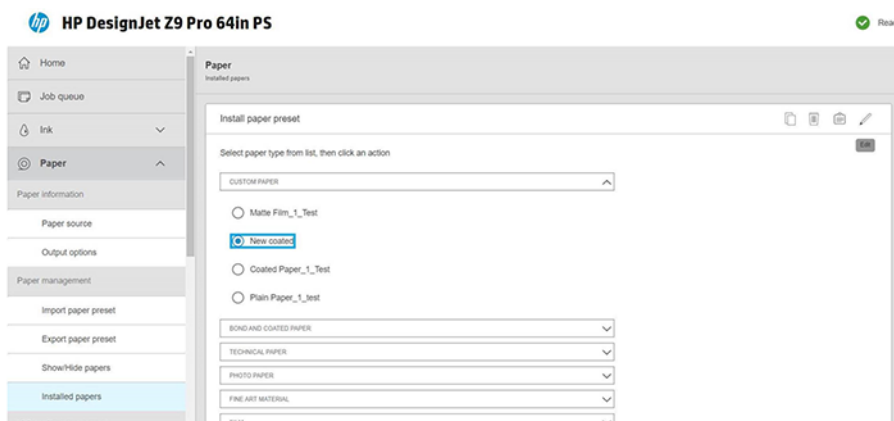 hp HP DesignJet Z9 Pro 64in PS
Home
Job queue
Ink
Paper
Paper information
Paper source
Output options
Paper management
Import paper preset
Export paper preset
Show/Hide papers
Installed papers
Paper
Installed papers
Install paper preset
Edit
Select paper type from list, then click an action
CUSTOM PAPER
Matte Film_1_Test
New coated
Coated Paper_1_Test
Plain Paper_1_test
BOND AND COATED PAPER
TECHNICAL PAPER
PHOTO PAPER
FINE ART MATERIAL